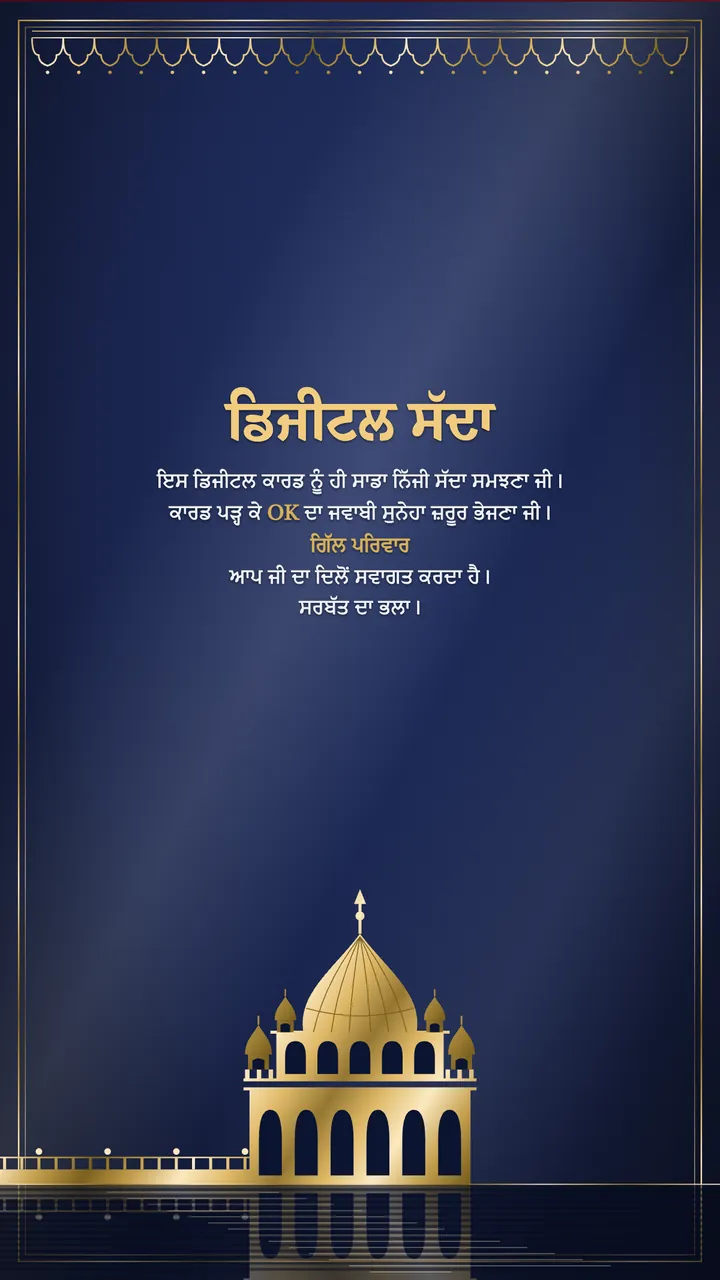 ਡਿਜੀਟਲ ਸੱਦਾ
ਇਸ ਡਿਜੀਟਲ ਕਾਰਡ ਨੂੰ ਹੀ ਸਾਡਾ ਨਿੱਜੀ ਸੱਦਾ ਸਮਝਣਾ ਜੀ।
ਕਾਰਡ ਪੜ੍ਹ ਕੇ OK ਦਾ ਜਵਾਬੀ ਸੁਨੇਹਾ ਜ਼ਰੂਰ ਭੇਜਣਾ ਜੀ।
ਗਿੱਲ ਪਰਿਵਾਰ
ਆਪ ਜੀ ਦਾ ਦਿਲੋਂ ਸਵਾਗਤ ਕਰਦਾ ਹੈ।
ਸਰਬੱਤ ਦਾ ਭਲਾ।